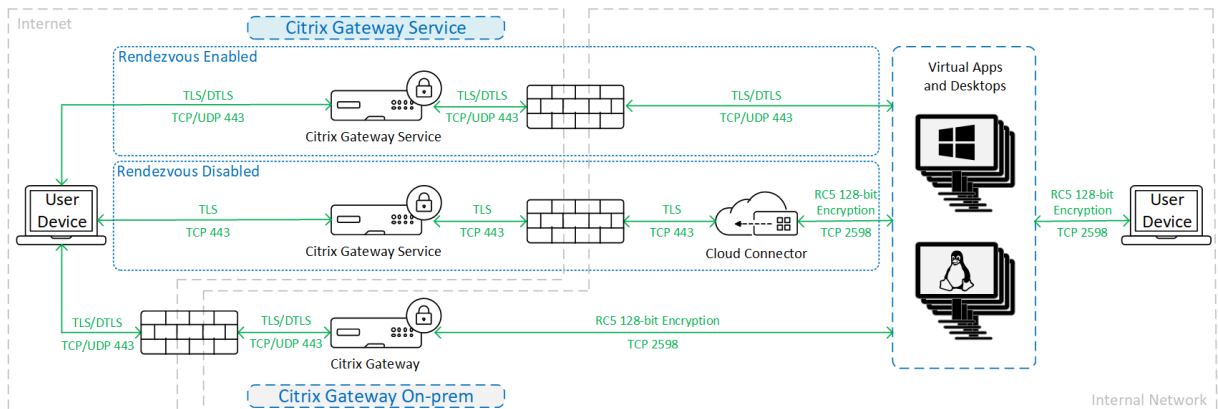 Internet
Citrix Gateway Service
Rendezvous Enabled
TLS/DTLS
TCP/UDP 443
Citrix Gateway Service
TLS/DTLS
TCP/UDP 443
TLS/DTLS
TCP/UDP 443
Virtual Apps
and Desktops
Rendezvous Disabled
User
Device
TLS
TCP 443
Citrix Gateway Service
TLS
TCP 443
TLS
TCP 443
Cloud Connector
RC5 128-bit
Encryption
TCP 2598
RC5 128-bit
Encryption
TCP 2598
User
Device
TLS/DTLS
TCP/UDP 443
TLS/DTLS
TCP/UDP 443
Citrix Gateway
RC5 128-bit Encryption
TCP 2598
Citrix Gateway On-prem
Internal Network